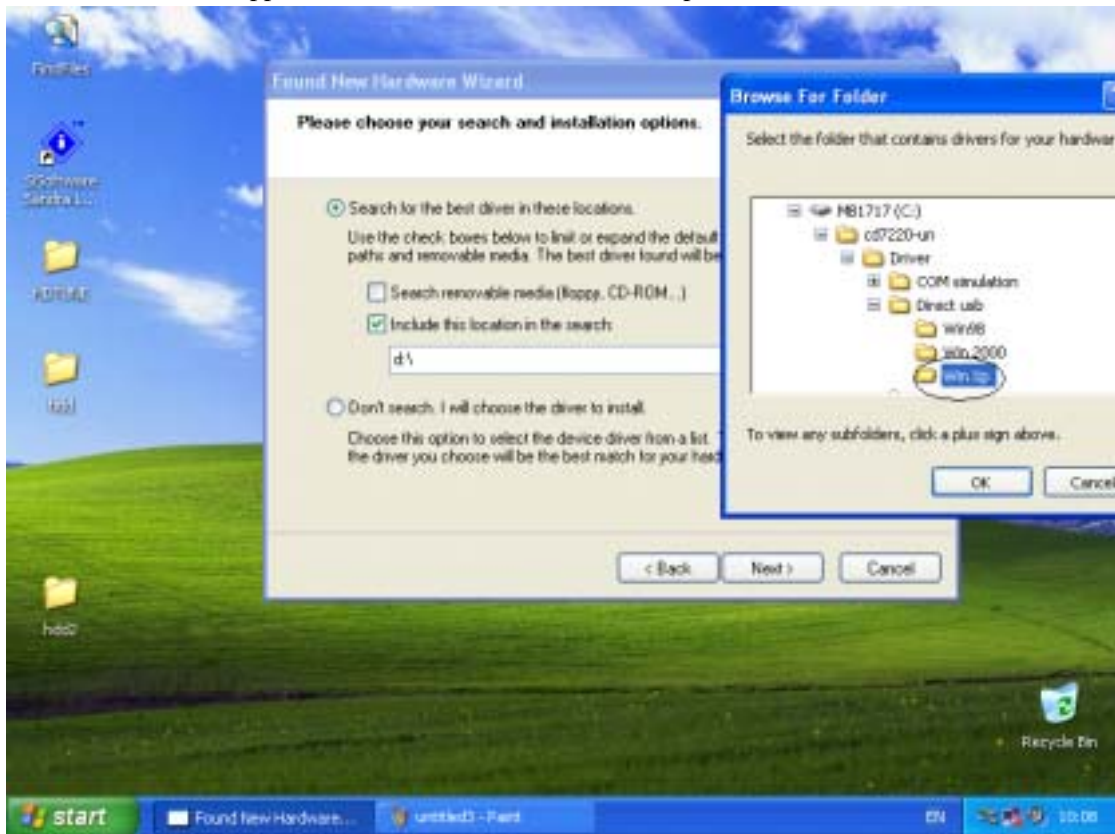 Found New Hardware Wizard
Please choose your search and installation options.
Search for the best driver in these locations.
Use the check boxes below to limit or expand the default
paths and removable media. The best driver found will be
Search removable media (floppy, CD-ROM...)
Include this location in the search:
d:\
Don't search. I will choose the driver to install.
Choose this option to select the device driver from a list.
the driver you choose will be the best match for your hard
< Back
Next >
Cancel
Browse For Folder
Select the folder that contains drivers for your hardwar
MB1717 (C:)
cd7220-un
Driver
COM simulation
Direct usb
Win98
Win 2000
Win xp
To view any subfolders, click a plus sign above.
OK
Cancel
hdd2
Recycle Bin
start
Found New Hardware...
untitled3 - Paint
EN
10:08